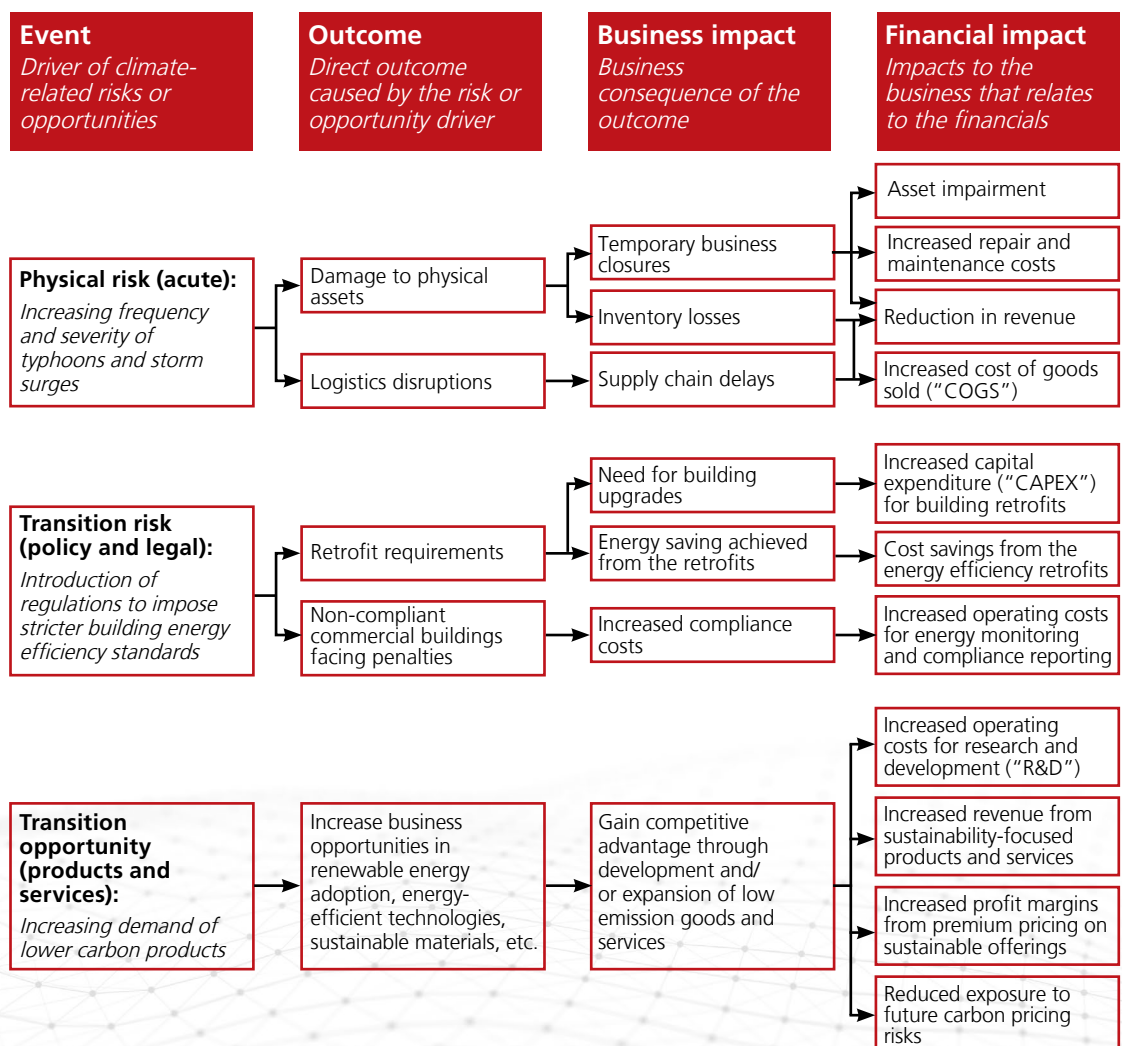 Event
Driver of climate-
related risks or
opportunities
Outcome
Direct outcome
caused by the risk or
opportunity driver
Business impact
Business
consequence of the
outcome
Financial impact
Impacts to the
business that relates
to the financials
Physical risk (acute):
Increasing frequency
and severity of
typhoons and storm
surges
Damage to physical
assets
Logistics disruptions
Temporary business
closures
Inventory losses
Supply chain delays
Asset impairment
Increased repair and
maintenance costs
Reduction in revenue
Increased cost of goods
sold (“COGS”)
Transition risk
(policy and legal):
Introduction of
regulations to impose
stricter building energy
efficiency standards
Retrofit requirements
Non-compliant
commercial buildings
facing penalties
Need for building
upgrades
Energy saving achieved
from the retrofits
Increased compliance
costs
Increased capital
expenditure (“CAPEX”)
for building retrofits
Cost savings from the
energy efficiency retrofits
Increased operating costs
for energy monitoring
and compliance reporting
Transition
opportunity
(products and
services):
Increasing demand of
lower carbon products
Increase business
opportunities in
renewable energy
adoption, energy-
efficient technologies,
sustainable materials, etc.
Gain competitive
advantage through
development and/
or expansion of low
emission goods and
services
Increased operating
costs for research and
development (“R&D”)
Increased revenue from
sustainability-focused
products and services
Increased profit margins
from premium pricing on
sustainable offerings
Reduced exposure to
future carbon pricing
risks